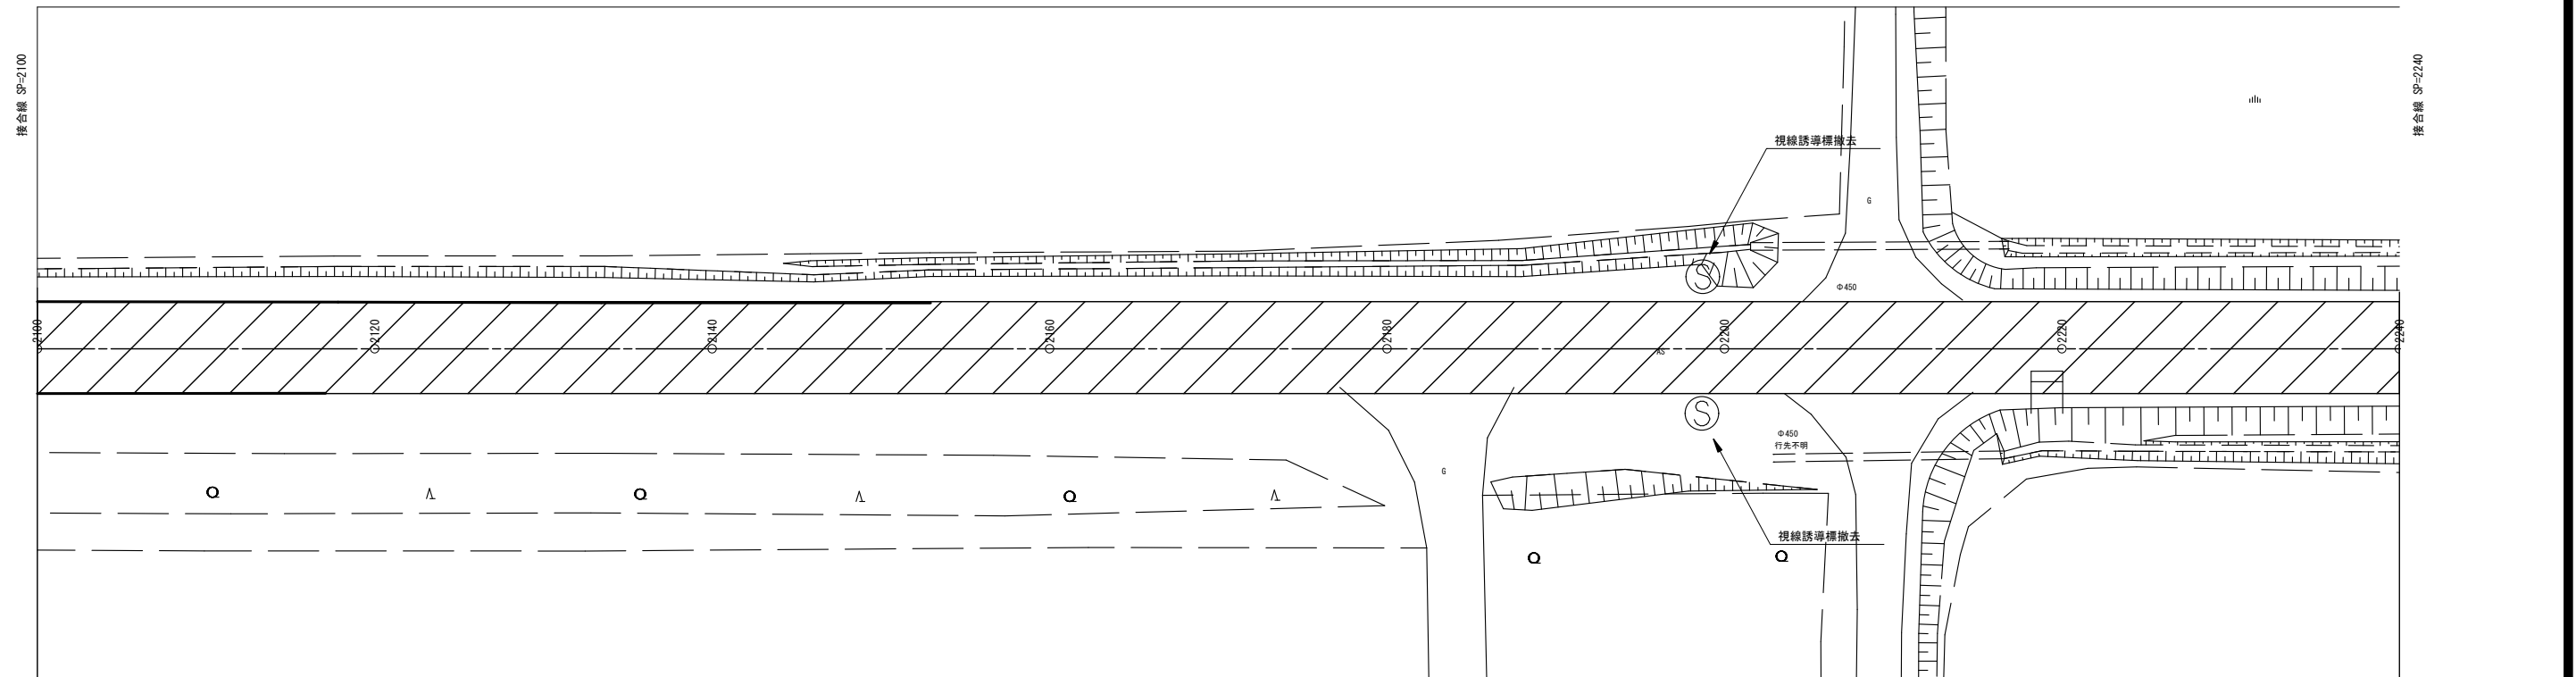 接合線 SP=2100
接合線 SP=2240
視線誘導標撤去
G
Φ450
S
2100
2120
2140
2160
2180
2200
2220
2240
AS
S
Φ450
行先不明
G
視線誘導標撤去